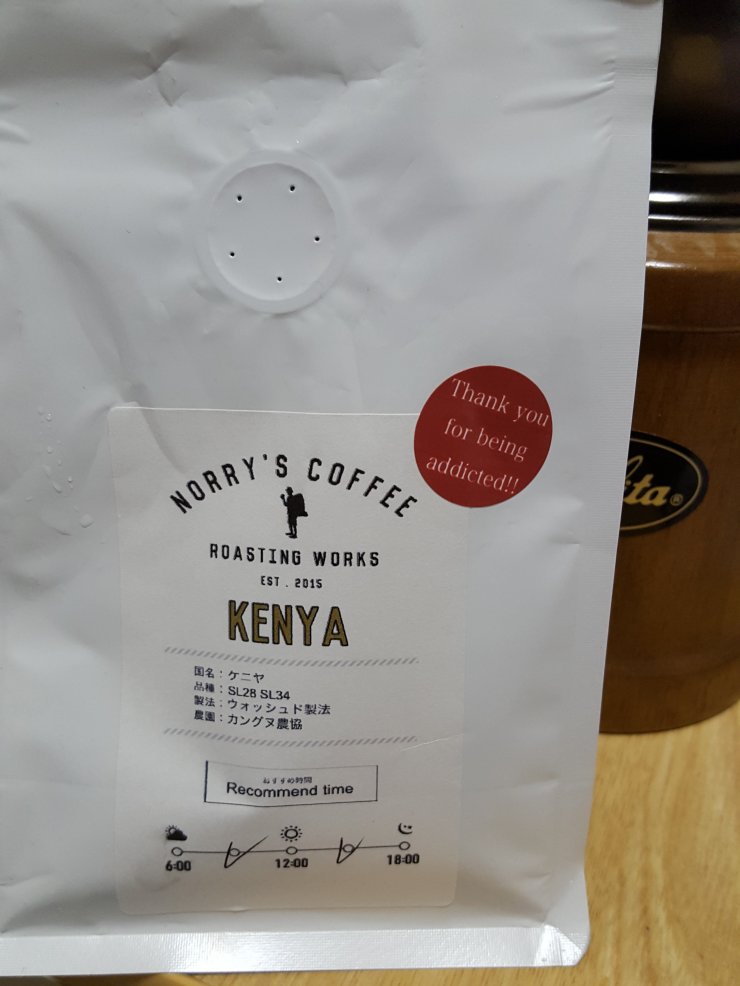 Thank you
for being
addicted!!
NORRY'S COFFEE
ROASTING WORKS
EST . 2015
KENYA
国名：ケニヤ
品種：SL28 SL34
製法：ウォッシュド製法
農園：カングヌ農協
おすすめ時間
Recommend time
6:00
12:00
18:00
ita®